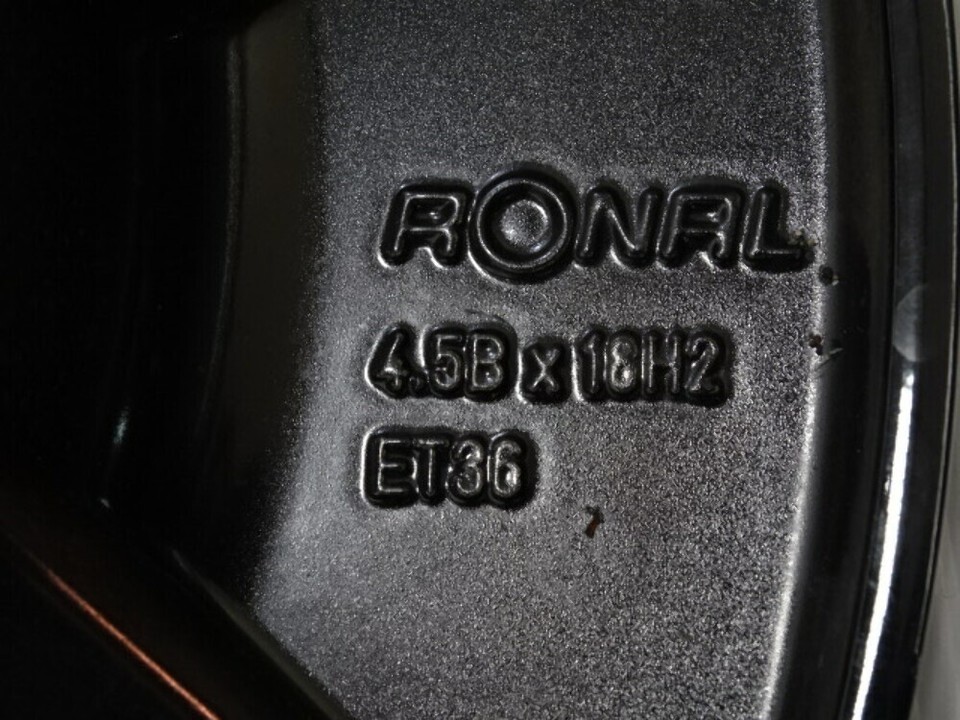 RONAL
4.5B x 18H2
ET36